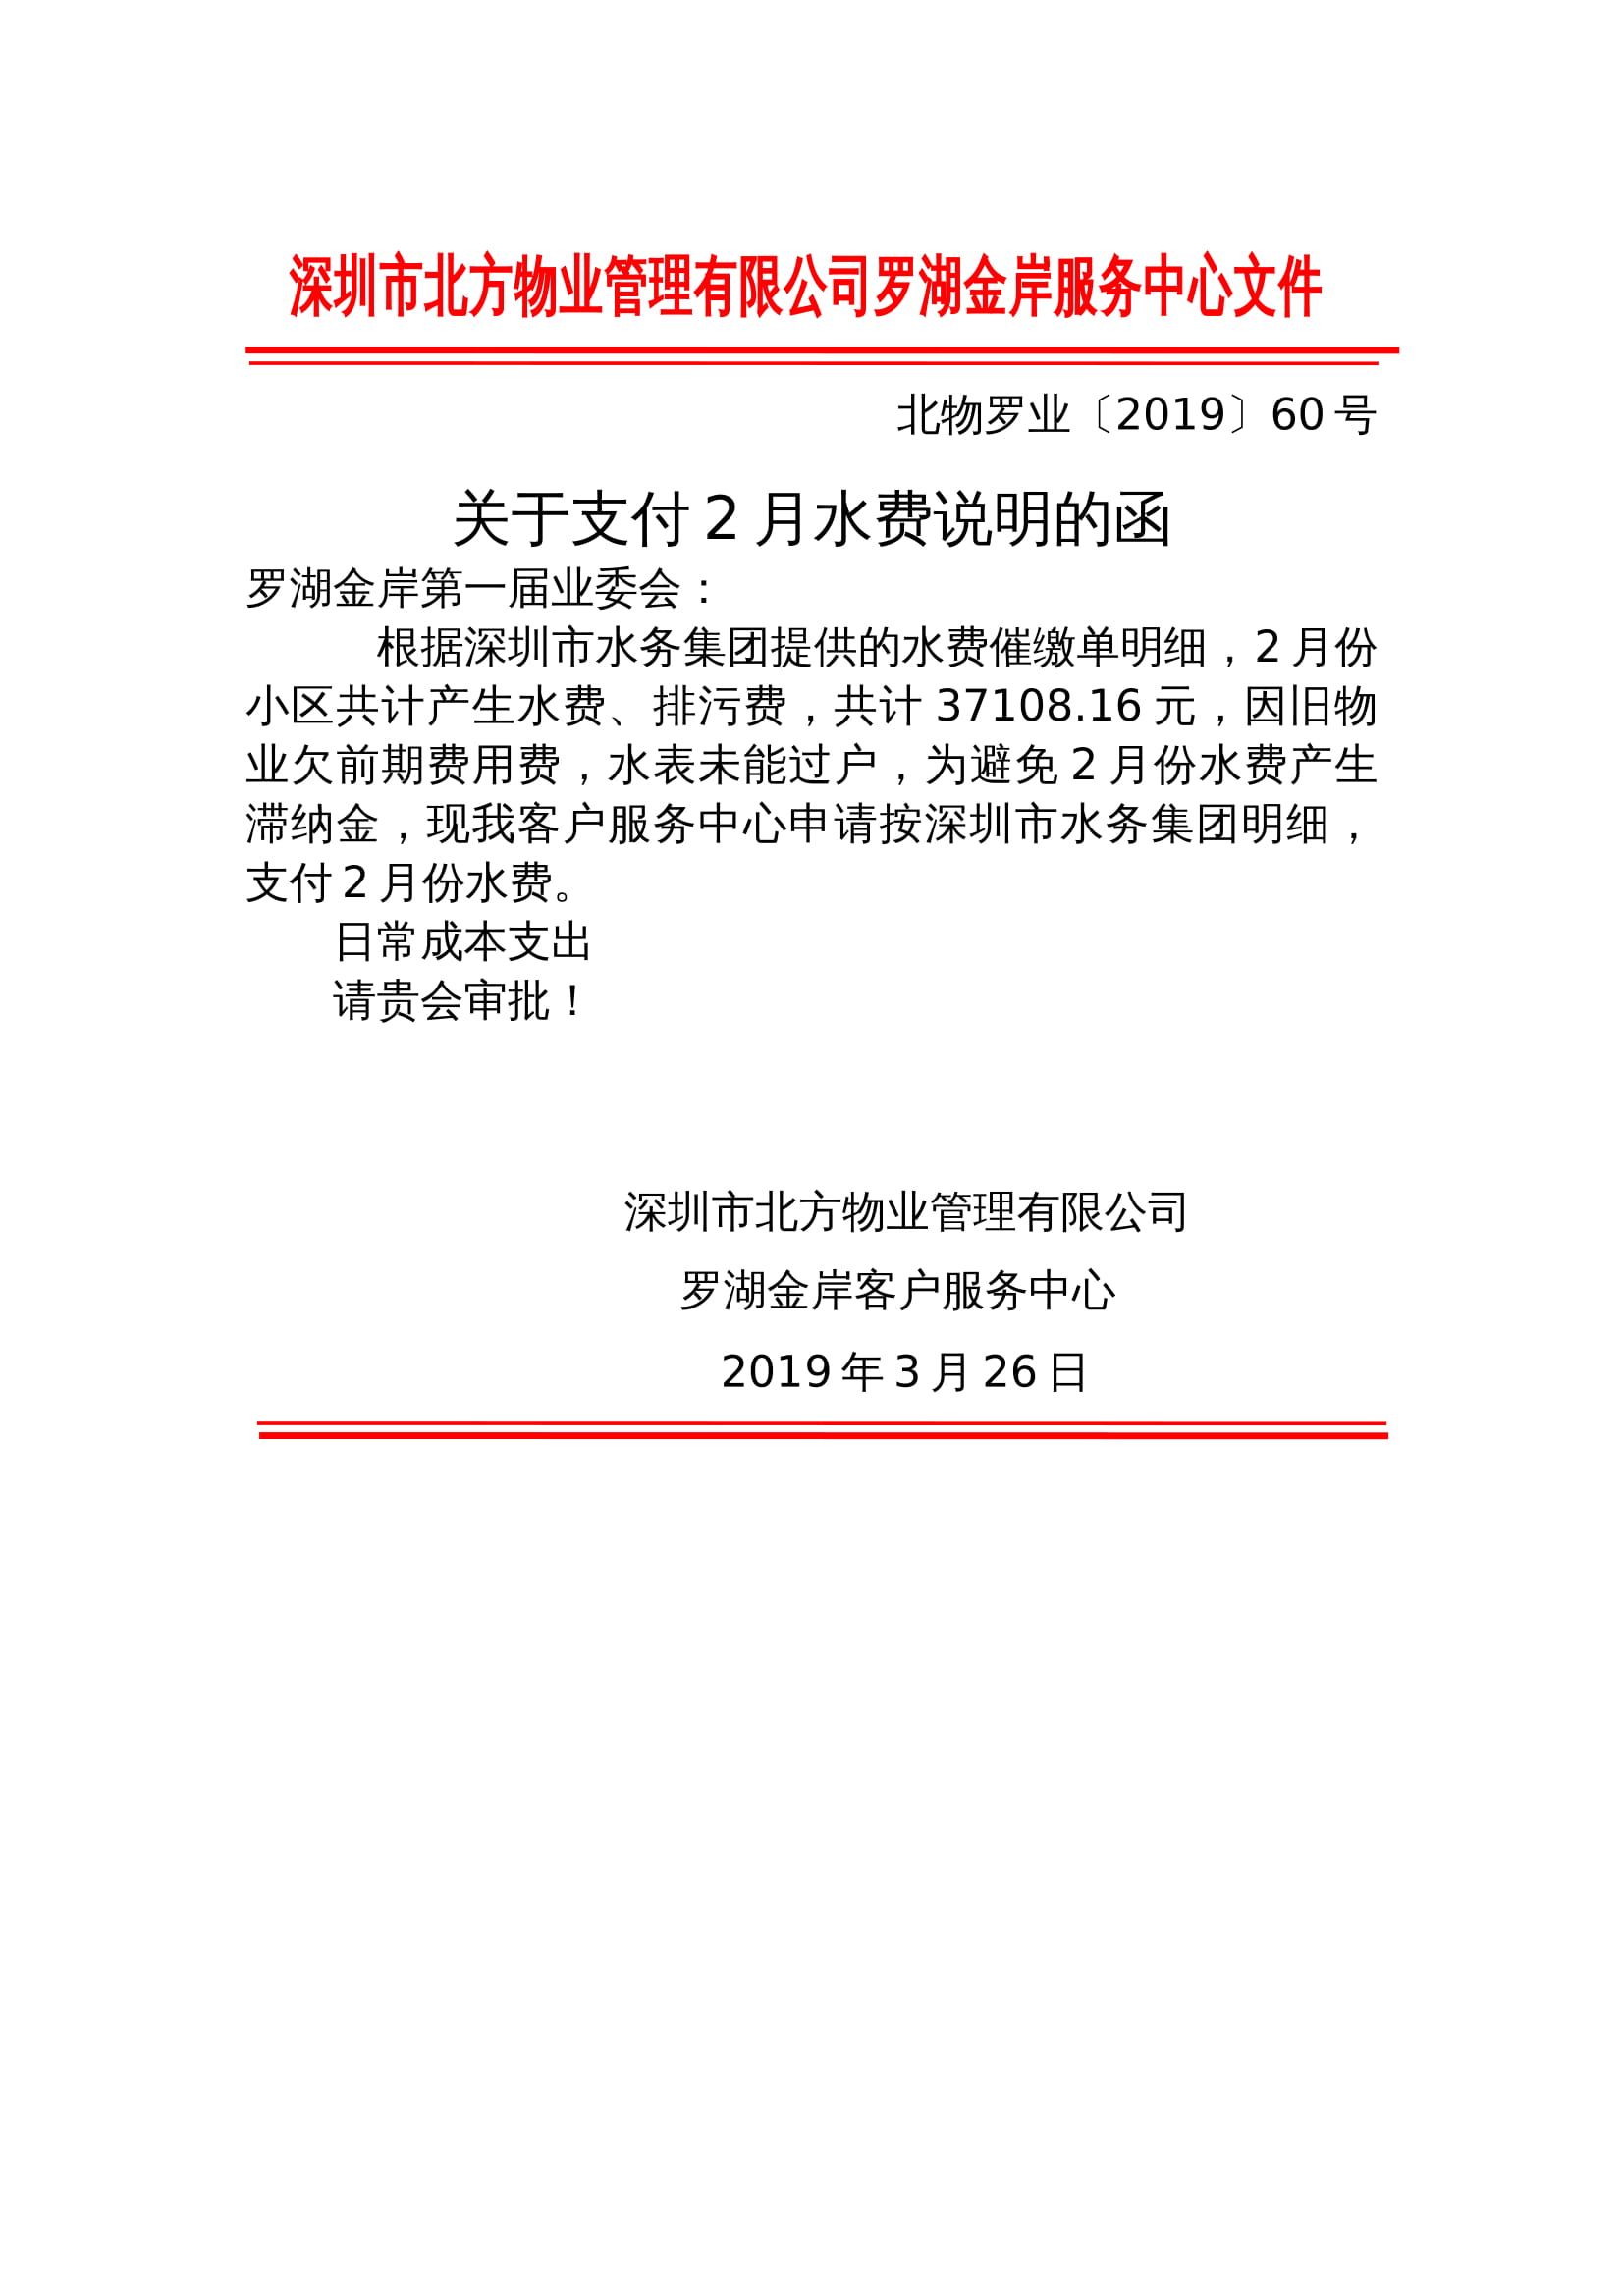 深圳市北方物业管理有限公司罗湖金岸服务中心文件
北物罗业〔2019〕60 号
关于支付 2 月水费说明的函
罗湖金岸第一届业委会：
根据深圳市水务集团提供的水费催缴单明细，2 月份
小区共计产生水费、排污费，共计 37108.16 元，因旧物
业欠前期费用费，水表未能过户，为避免 2 月份水费产生
滞纳金，现我客户服务中心申请按深圳市水务集团明细，
支付 2 月份水费。
日常成本支出
请贵会审批！
深圳市北方物业管理有限公司
罗湖金岸客户服务中心
2019 年 3 月 26 日